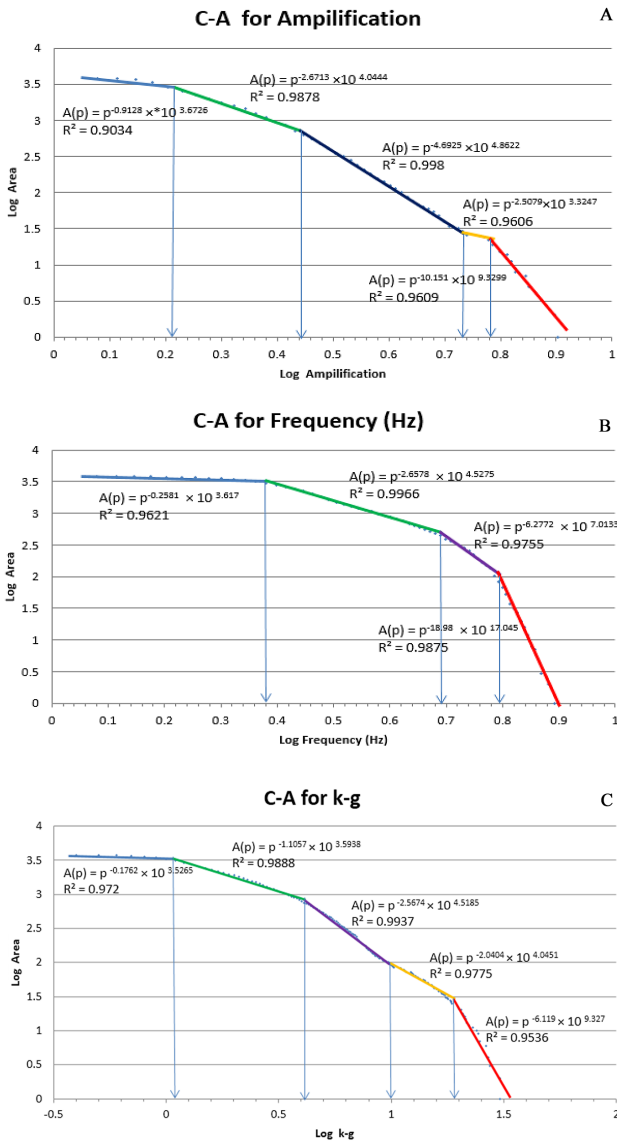 C-A for Ampilification
A
4
3.5
3
2.5
2
1.5
1
0.5
0
Log Area
A(p) = p-0.9128 ×*10 3.6726
R² = 0.9034
A(p) = p-2.6713 ×10 4.0444
R² = 0.9878
A(p) = p-4.6925 ×10 4.8622
R² = 0.998
A(p) = p-2.5079×10 3.3247
R² = 0.9606
A(p) = p-10.151 × 10 9.3299
R² = 0.9609
0 0.1 0.2 0.3 0.4 0.5 0.6 0.7 0.8 0.9 1
Log Ampilification
C-A for Frequency (Hz)
B
4
3.5
3
2.5
2
1.5
1
0.5
0
Log Area
A(p) = p-0.2581 × 10 3.617
R² = 0.9621
A(p) = p-2.6578 × 10 4.5275
R² = 0.9966
A(p) = p-6.2772 × 10 7.0133
R² = 0.9755
A(p) = p-18.98 × 10 17.045
R² = 0.9875
0 0.1 0.2 0.3 0.4 0.5 0.6 0.7 0.8 0.9 1
Log Frequency (Hz)
C-A for k-g
C
4
3.5
3
2.5
2
1.5
1
0.5
0
Log Area
A(p) = p -0.1762 × 10 3.5265
R² = 0.972
A(p) = p -1.1057 × 10 3.5938
R² = 0.9888
A(p) = p -2.5674 × 10 4.5185
R² = 0.9937
A(p) = p -2.0404 × 10 4.0451
R² = 0.9775
A(p) = p -6.119 × 10 9.327
R² = 0.9536
-0.5 0 0.5 1 1.5 2
Log k-g